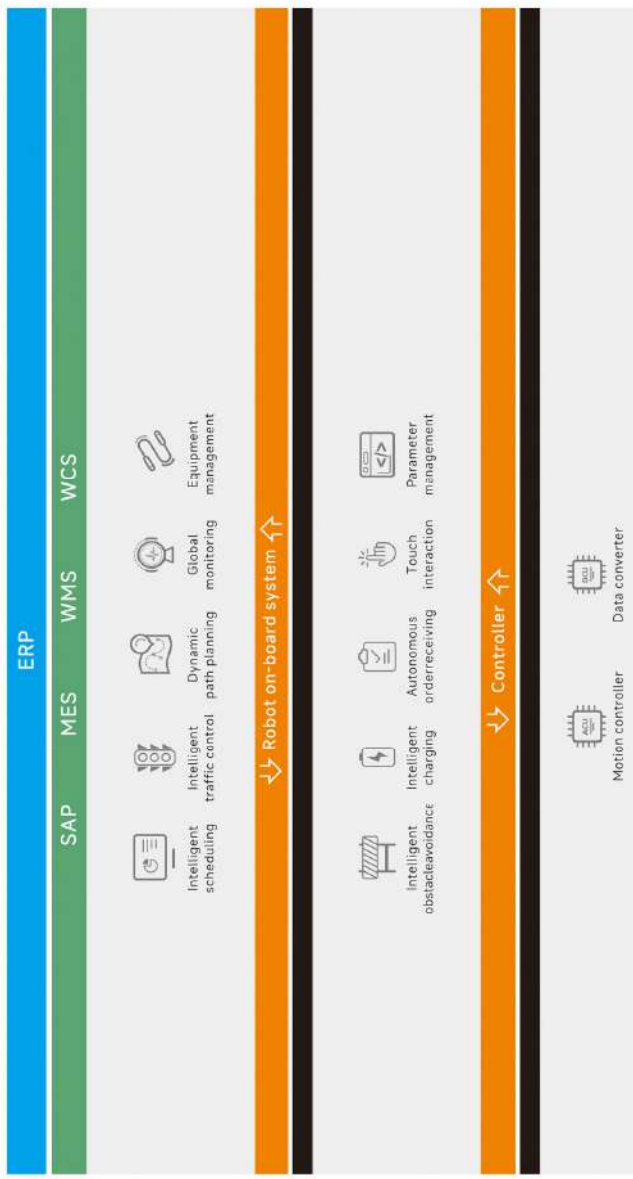 ERP
SAP MES WMS WCS
Intelligent
scheduling
Intelligent
traffic control
Dynamic
path planning
Global
monitoring
Equipment
management
Robot on-board system
Intelligent
obstacleavoidance
Intelligent
charging
Autonomous
orderreceiving
Touch
interaction
</>
Parameter
management
Controller
ACU
Motion controller
Data converter